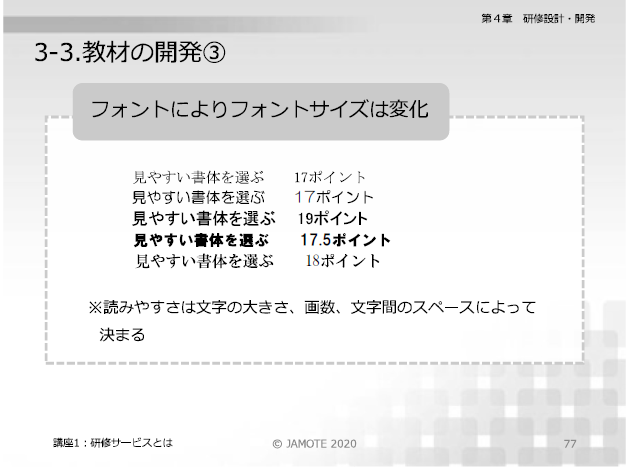 第４章　研修設計・開発
3-3.教材の開発③
フォントによりフォントサイズは変化
見やすい書体を選ぶ　　17ポイント
見やすい書体を選ぶ　　１７ポイント
見やすい書体を選ぶ　　19ポイント
見やすい書体を選ぶ　　17.5ポイント
見やすい書体を選ぶ　　18ポイント
※読みやすさは文字の大きさ、画数、文字間のスペースによって
決まる
講座1：研修サービスとは　　© JAMOTE 2020　　77